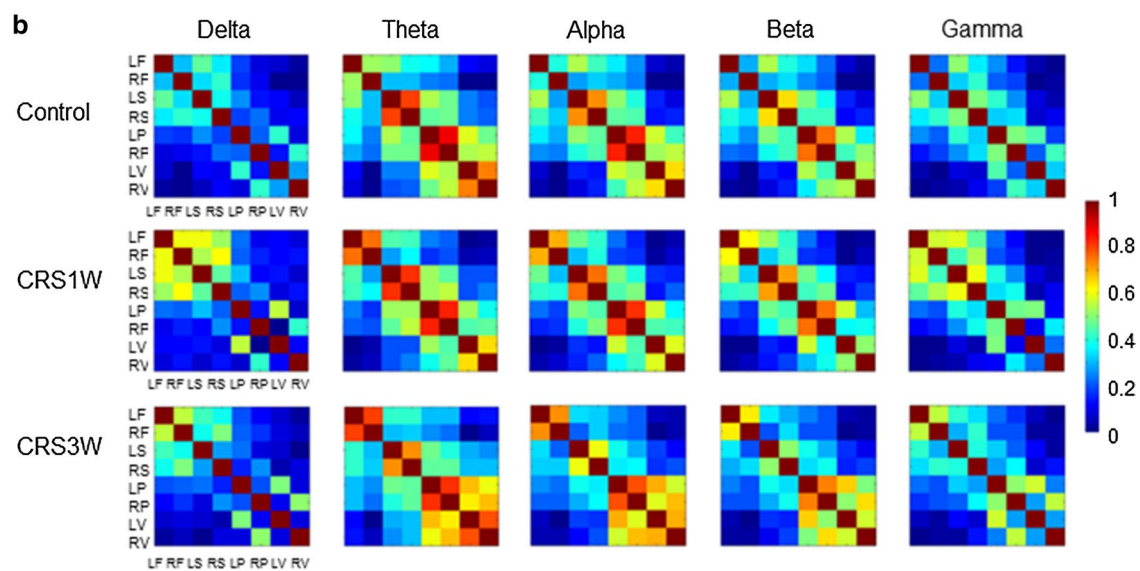 b
Delta Theta Alpha Beta Gamma
Control
LF
RF
LS
RS
LP
RF
LV
RV
LF RF LS RS LP RP LV RV
CRS1W
LF
RF
LS
RS
LP
RF
LV
RV
LF RF LS RS LP RP LV RV
CRS3W
LF
RF
LS
RS
LP
RP
LV
RV
LF RF LS RS LP RP LV RV
1
0.8
0.6
0.4
0.2
0